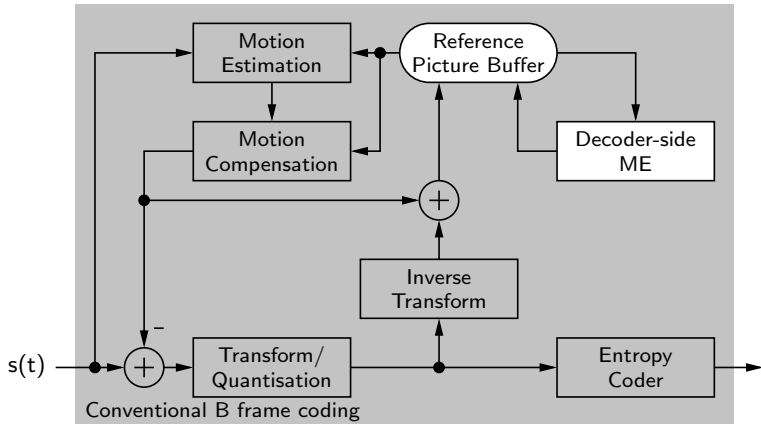 Motion
Estimation
Reference
Picture Buffer
Motion
Compensation
Decoder-side
ME
+
Inverse
Transform
–
s(t)
+
Transform/
Quantisation
Entropy
Coder
Conventional B frame coding